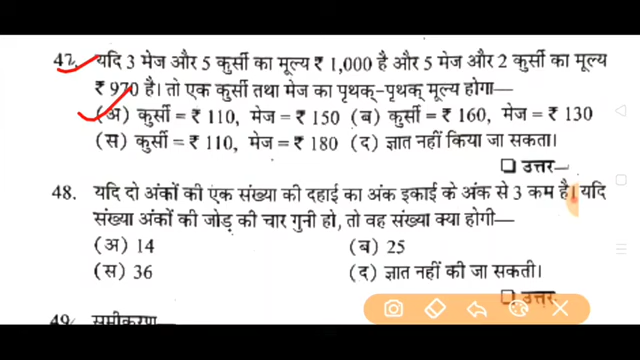 47. यदि 3 मेज और 5 कुर्सी का मूल्य ₹ 1,000 है और 5 मेज और 2 कुर्सी का मूल्य
₹ 970 है। तो एक कुर्सी तथा मेज का पृथक्-पृथक् मूल्य होगा—
(अ) कुर्सी = ₹ 110, मेज = ₹ 150 (ब) कुर्सी = ₹ 160, मेज = ₹ 130
(स) कुर्सी = ₹ 110, मेज = ₹ 180 (द) ज्ञात नहीं किया जा सकता।
❑ उत्तर—
48. यदि दो अंकों की एक संख्या की दहाई का अंक इकाई के अंक से 3 कम है। यदि
संख्या अंकों की जोड़ की चार गुनी हो, तो वह संख्या क्या होगी—
(अ) 14 (ब) 25
(स) 36 (द) ज्ञात नहीं की जा सकती।
❑ उत्तर—
49. समीकरण—